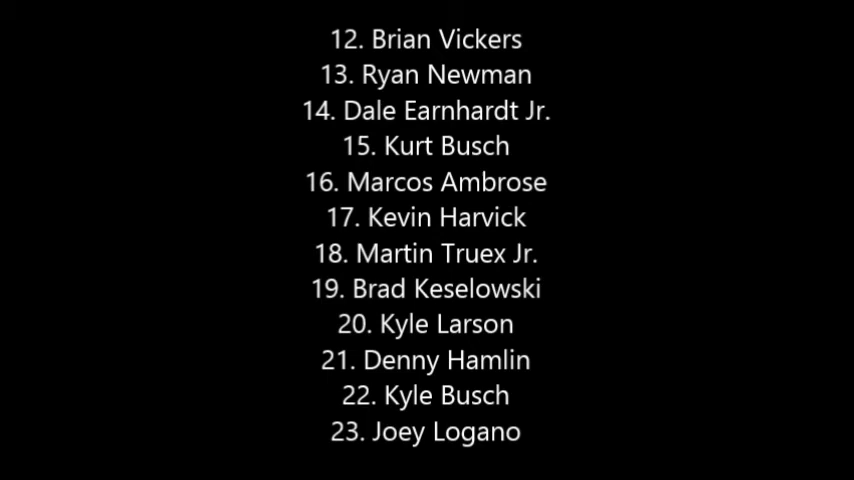 12. Brian Vickers
13. Ryan Newman
14. Dale Earnhardt Jr.
15. Kurt Busch
16. Marcos Ambrose
17. Kevin Harvick
18. Martin Truex Jr.
19. Brad Keselowski
20. Kyle Larson
21. Denny Hamlin
22. Kyle Busch
23. Joey Logano